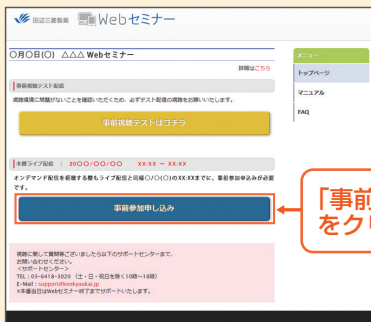 田辺三菱製薬 Webセミナー
〇月〇日(〇) △△△ Webセミナー
詳細はこちら
メニュー
トップページ
マニュアル
FAQ
事前視聴テスト配信
視聴環境に問題がないことを確認いただくため、必ずテスト配信の視聴をお願いいたします。
事前視聴テストはコチラ
本番ライブ配信 : 20〇〇/〇〇/〇〇 XX:XX ー XX:XX
オンデマンド配信を視聴する際もライブ配信と同様〇/〇(〇)のXX:XXまでに、事前参加申込みが必要
です。
事前参加申し込み
「事前
をクリ
視聴に関して質問等ございましたら以下のサポートセンターまで、
お問い合わせください。
<サポートセンター>
TEL : 03-6418-3020 (土・日・祝日を除く10時～18時)
E-Mail : support@kenkyuukai.jp
※本番当日はWebセミナー終了までサポートいたします。